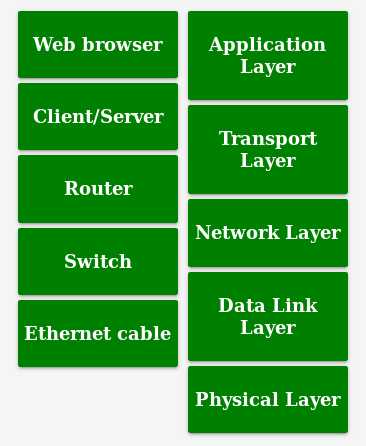 Web browser
Client/Server
Router
Switch
Ethernet cable
Application
Layer
Transport
Layer
Network Layer
Data Link
Layer
Physical Layer